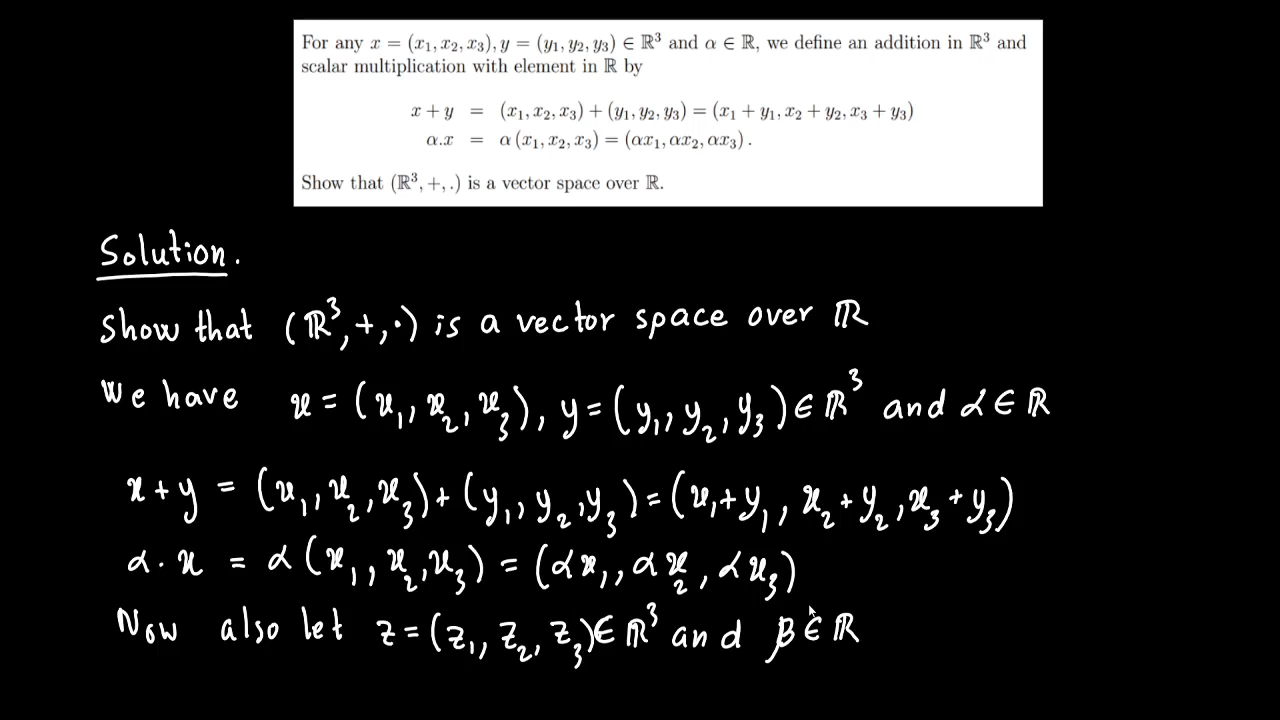 For any x = (x₁, x₂, x₃), y = (y₁, y₂, y₃) ∈ ℝ³ and α ∈ ℝ, we define an addition in ℝ³ and
scalar multiplication with element in ℝ by
x + y = (x₁, x₂, x₃) + (y₁, y₂, y₃) = (x₁ + y₁, x₂ + y₂, x₃ + y₃)
α.x = α (x₁, x₂, x₃) = (αx₁, αx₂, αx₃) .
Show that (ℝ³, +, .) is a vector space over ℝ.
Solution.
Show that (ℝ³, +, ·) is a vector space over ℝ
We have x = (x₁, x₂, x₃), y = (y₁, y₂, y₃) ∈ ℝ³ and α ∈ ℝ
x + y = (x₁, x₂, x₃) + (y₁, y₂, y₃) = (x₁ + y₁, x₂ + y₂, x₃ + y₃)
α · x = α (x₁, x₂, x₃) = (αx₁, αx₂, αx₃)
Now also let z = (z₁, z₂, z₃) ∈ ℝ³ and β ∈ ℝ